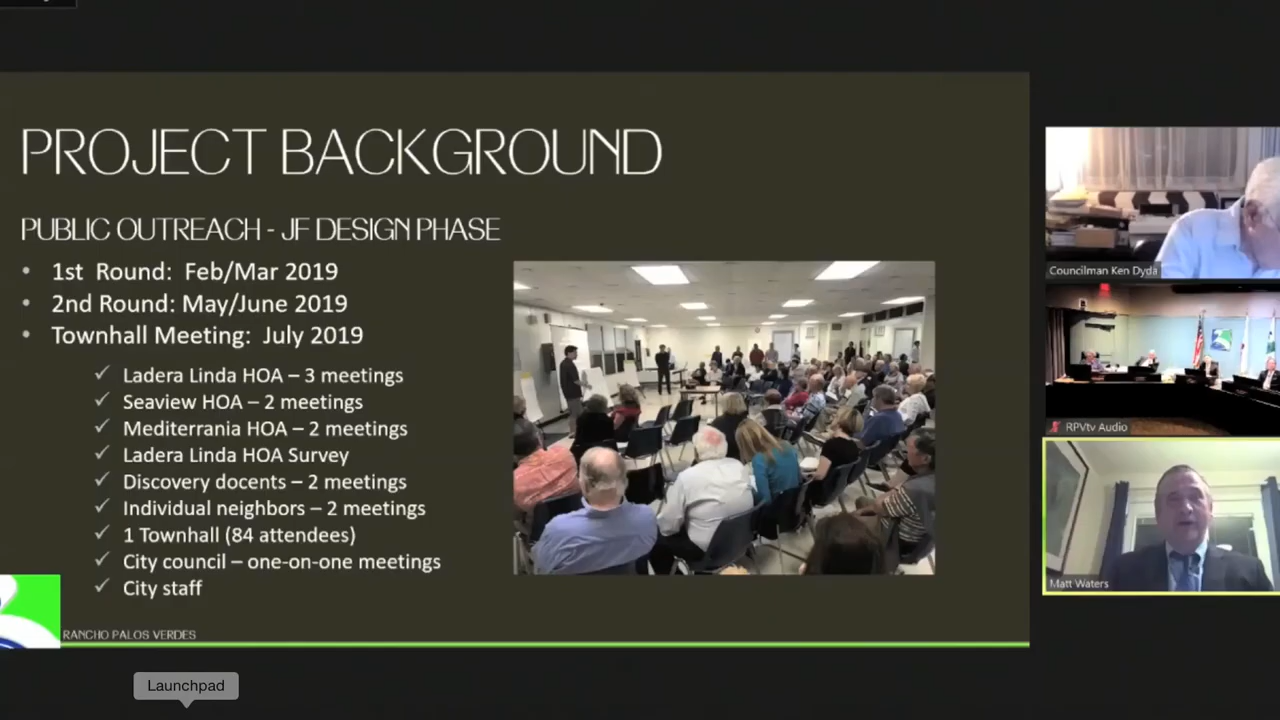 PROJECT BACKGROUND
PUBLIC OUTREACH - JF DESIGN PHASE
• 1st Round: Feb/Mar 2019
• 2nd Round: May/June 2019
• Townhall Meeting: July 2019
✓ Ladera Linda HOA – 3 meetings
✓ Seaview HOA – 2 meetings
✓ Mediterrania HOA – 2 meetings
✓ Ladera Linda HOA Survey
✓ Discovery docents – 2 meetings
✓ Individual neighbors – 2 meetings
✓ 1 Townhall (84 attendees)
✓ City council – one-on-one meetings
✓ City staff
RANCHO PALOS VERDES
Launchpad
Councilman Ken Dyda
RPVtv Audio
Matt Waters